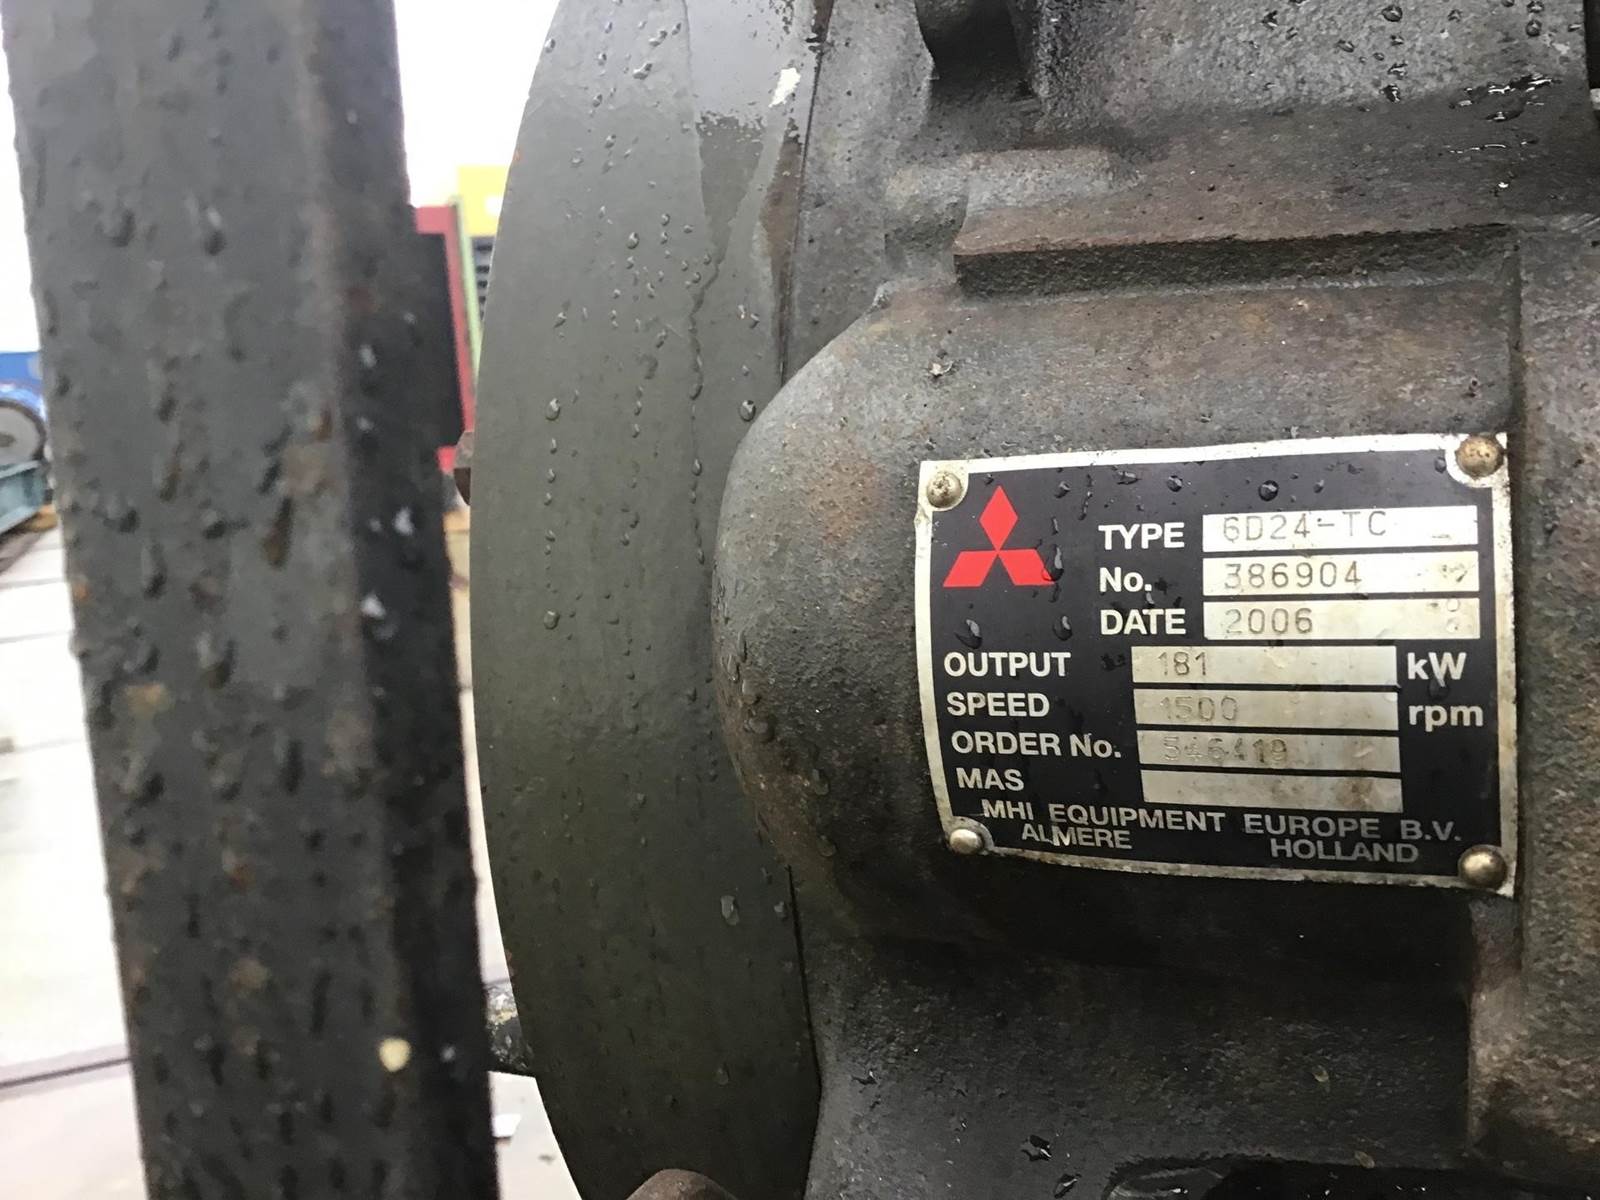 TYPE 6D24-TC
No. 386904
DATE 2006
OUTPUT 181 kW
SPEED 1500 rpm
ORDER No. 546419
MAS
MHI EQUIPMENT EUROPE B.V.
ALMERE HOLLAND